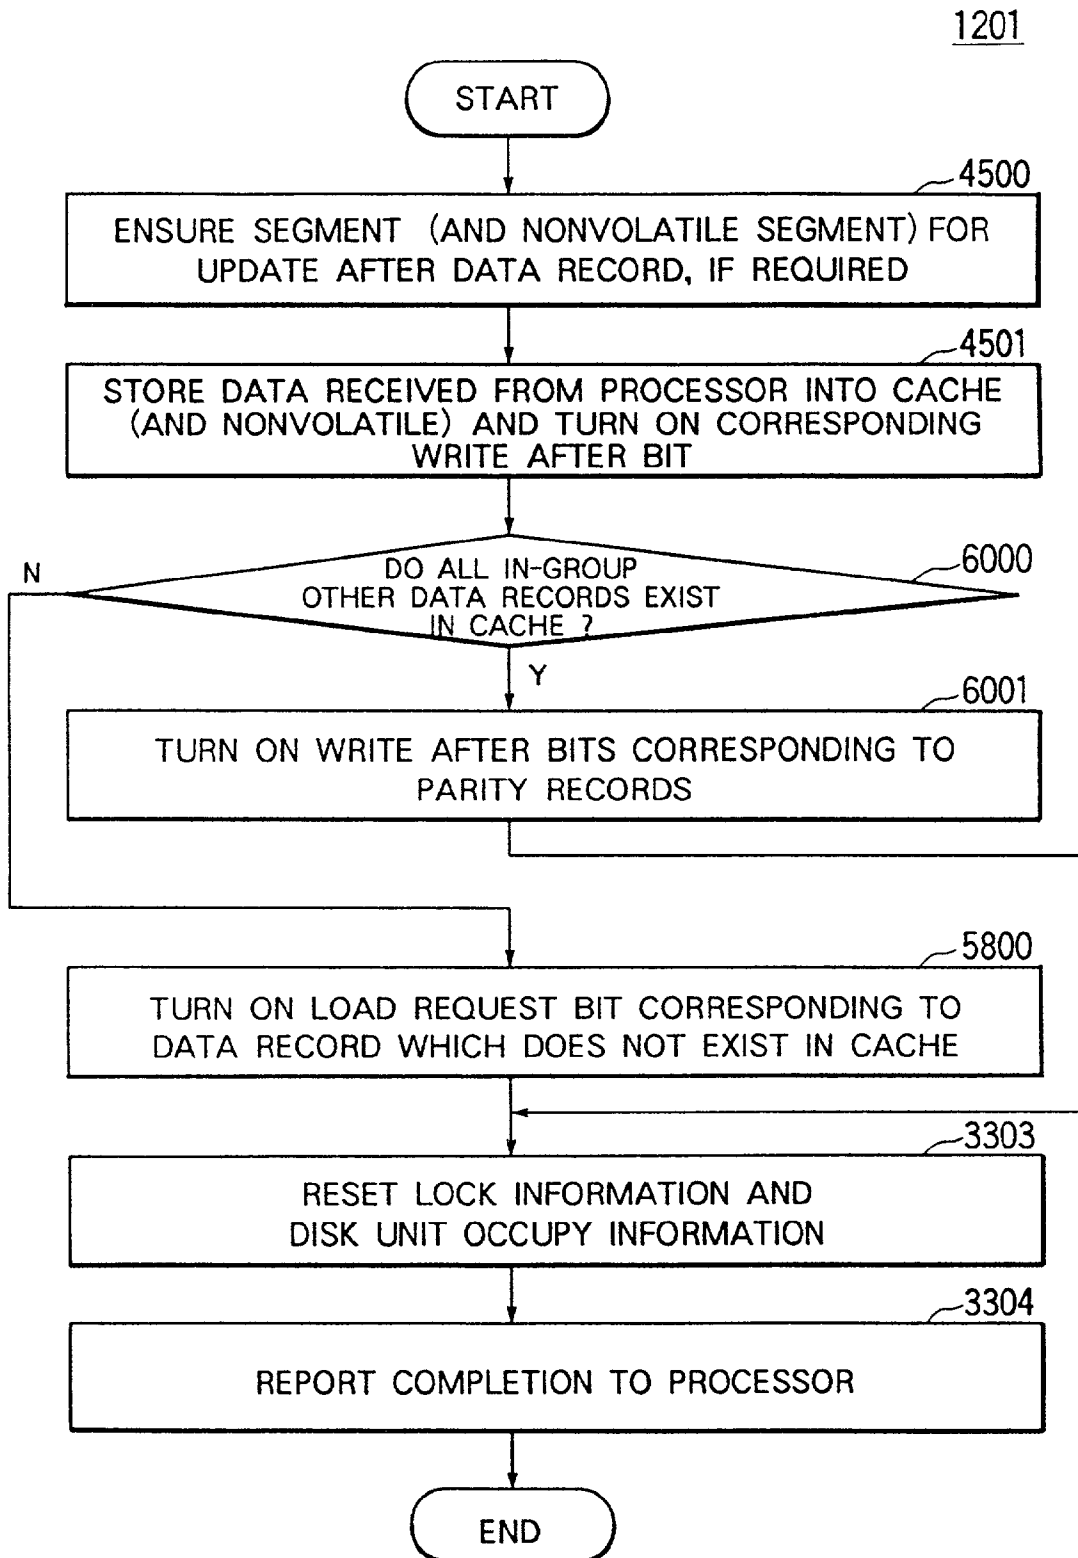 1201
START
4500
ENSURE SEGMENT (AND NONVOLATILE SEGMENT) FOR
UPDATE AFTER DATA RECORD, IF REQUIRED
4501
STORE DATA RECEIVED FROM PROCESSOR INTO CACHE
(AND NONVOLATILE) AND TURN ON CORRESPONDING
WRITE AFTER BIT
6000
N
DO ALL IN-GROUP
OTHER DATA RECORDS EXIST
IN CACHE ?
Y
6001
TURN ON WRITE AFTER BITS CORRESPONDING TO
PARITY RECORDS
5800
TURN ON LOAD REQUEST BIT CORRESPONDING TO
DATA RECORD WHICH DOES NOT EXIST IN CACHE
3303
RESET LOCK INFORMATION AND
DISK UNIT OCCUPY INFORMATION
3304
REPORT COMPLETION TO PROCESSOR
END